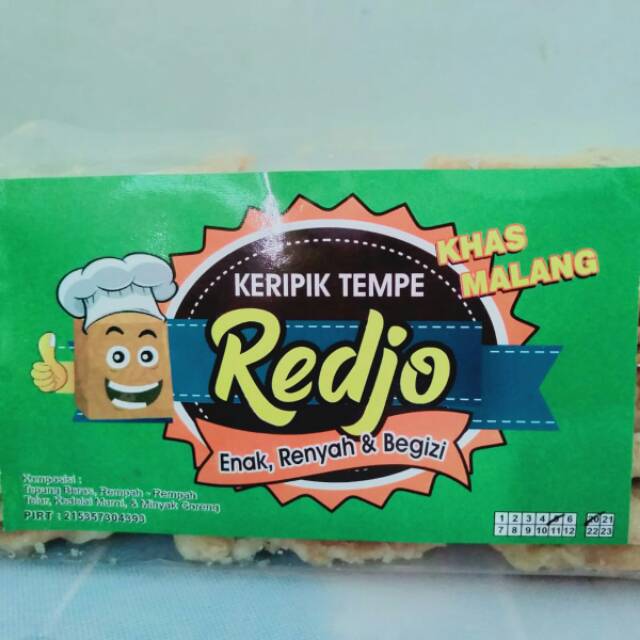 KHAS
MALANG
KERIPIK TEMPE
Redjo
Enak, Renyah & Begizi
Komposisi :
Tepung Beras, Rempah - Rempah
Telur, Kedelai Murni, & Minyak Goreng
PIRT : 215357304393
1 2 3 4 5 6 20 21
7 8 9 10 11 12 22 23